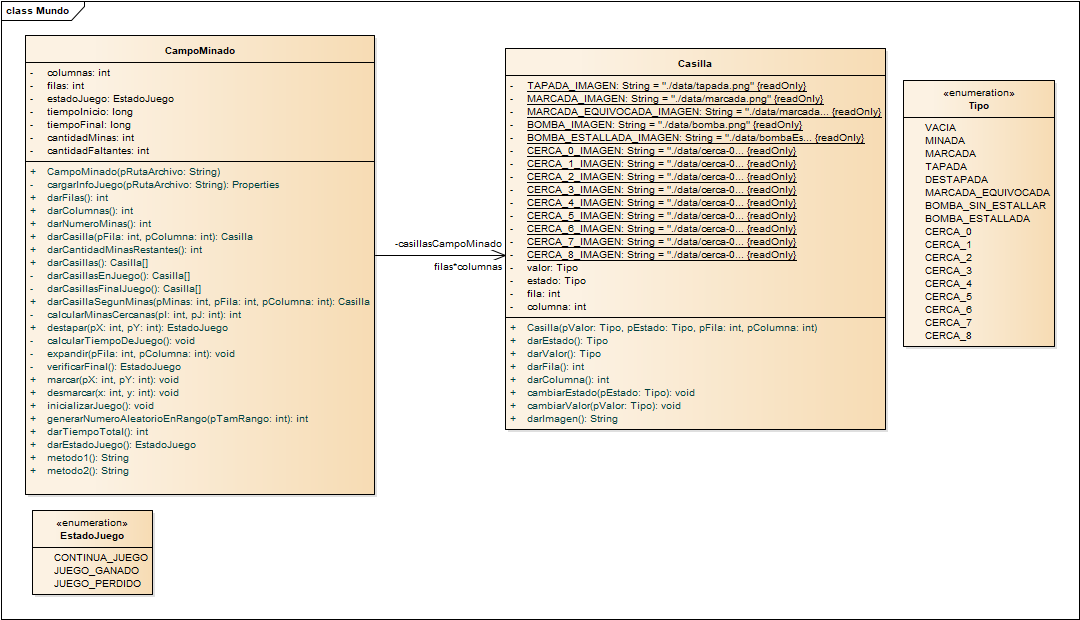 class Mundo
CampoMinado
- columnas: int
- filas: int
- estadoJuego: EstadoJuego
- tiempoInicio: long
- tiempoFinal: long
- cantidadMinas: int
- cantidadFaltantes: int
+ CampoMinado(pRutaArchivo: String)
- cargarInfoJuego(pRutaArchivo: String): Properties
+ darFilas(): int
+ darColumnas(): int
+ darNumeroMinas(): int
+ darCasilla(pFila: int, pColumna: int): Casilla
+ darCantidadMinasRestantes(): int
+ darCasillas(): Casilla[]
- darCasillasEnJuego(): Casilla[]
- darCasillasFinalJuego(): Casilla[]
+ darCasillaSegunMinas(pMinas: int, pFila: int, pColumna: int): Casilla
- calcularMinasCercanas(pI: int, pJ: int): int
+ destapar(pX: int, pY: int): EstadoJuego
- calcularTiempoDeJuego(): void
- expandir(pFila: int, pColumna: int): void
- verificarFinal(): EstadoJuego
+ marcar(pX: int, pY: int): void
+ desmarcar(x: int, y: int): void
+ inicializarJuego(): void
+ generarNumeroAleatorioEnRango(pTamRango: int): int
+ darTiempoTotal(): int
+ darEstadoJuego(): EstadoJuego
+ metodo1(): String
+ metodo2(): String
-casillasCampoMinado
filas*columnas
Casilla
- TAPADA_IMAGEN: String = "./data/tapada.png" {readOnly}
- MARCADA_IMAGEN: String = "./data/marcada.png" {readOnly}
- MARCADA_EQUIVOCADA_IMAGEN: String = "./data/marcada... {readOnly}
- BOMBA_IMAGEN: String = "./data/bomba.png" {readOnly}
- BOMBA_ESTALLADA_IMAGEN: String = "./data/bombaEs... {readOnly}
- CERCA_0_IMAGEN: String = "./data/cerca-0... {readOnly}
- CERCA_1_IMAGEN: String = "./data/cerca-0... {readOnly}
- CERCA_2_IMAGEN: String = "./data/cerca-0... {readOnly}
- CERCA_3_IMAGEN: String = "./data/cerca-0... {readOnly}
- CERCA_4_IMAGEN: String = "./data/cerca-0... {readOnly}
- CERCA_5_IMAGEN: String = "./data/cerca-0... {readOnly}
- CERCA_6_IMAGEN: String = "./data/cerca-0... {readOnly}
- CERCA_7_IMAGEN: String = "./data/cerca-0... {readOnly}
- CERCA_8_IMAGEN: String = "./data/cerca-0... {readOnly}
- valor: Tipo
- estado: Tipo
- fila: int
- columna: int
+ Casilla(pValor: Tipo, pEstado: Tipo, pFila: int, pColumna: int)
+ darEstado(): Tipo
+ darValor(): Tipo
+ darFila(): int
+ darColumna(): int
+ cambiarEstado(pEstado: Tipo): void
+ cambiarValor(pValor: Tipo): void
+ darImagen(): String
«enumeration»
Tipo
VACIA
MINADA
MARCADA
TAPADA
DESTAPADA
MARCADA_EQUIVOCADA
BOMBA_SIN_ESTALLAR
BOMBA_ESTALLADA
CERCA_0
CERCA_1
CERCA_2
CERCA_3
CERCA_4
CERCA_5
CERCA_6
CERCA_7
CERCA_8
«enumeration»
EstadoJuego
CONTINUA_JUEGO
JUEGO_GANADO
JUEGO_PERDIDO